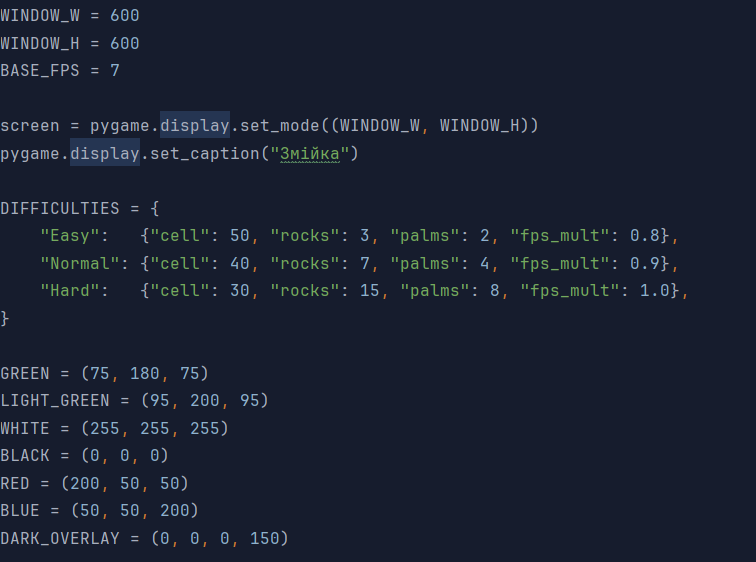 WINDOW_W = 600
WINDOW_H = 600
BASE_FPS = 7
screen = pygame.display.set_mode((WINDOW_W, WINDOW_H))
pygame.display.set_caption("Змійка")
DIFFICULTIES = {
    "Easy":   {"cell": 50, "rocks": 3, "palms": 2, "fps_mult": 0.8},
    "Normal": {"cell": 40, "rocks": 7, "palms": 4, "fps_mult": 0.9},
    "Hard":   {"cell": 30, "rocks": 15, "palms": 8, "fps_mult": 1.0},
}
GREEN = (75, 180, 75)
LIGHT_GREEN = (95, 200, 95)
WHITE = (255, 255, 255)
BLACK = (0, 0, 0)
RED = (200, 50, 50)
BLUE = (50, 50, 200)
DARK_OVERLAY = (0, 0, 0, 150)